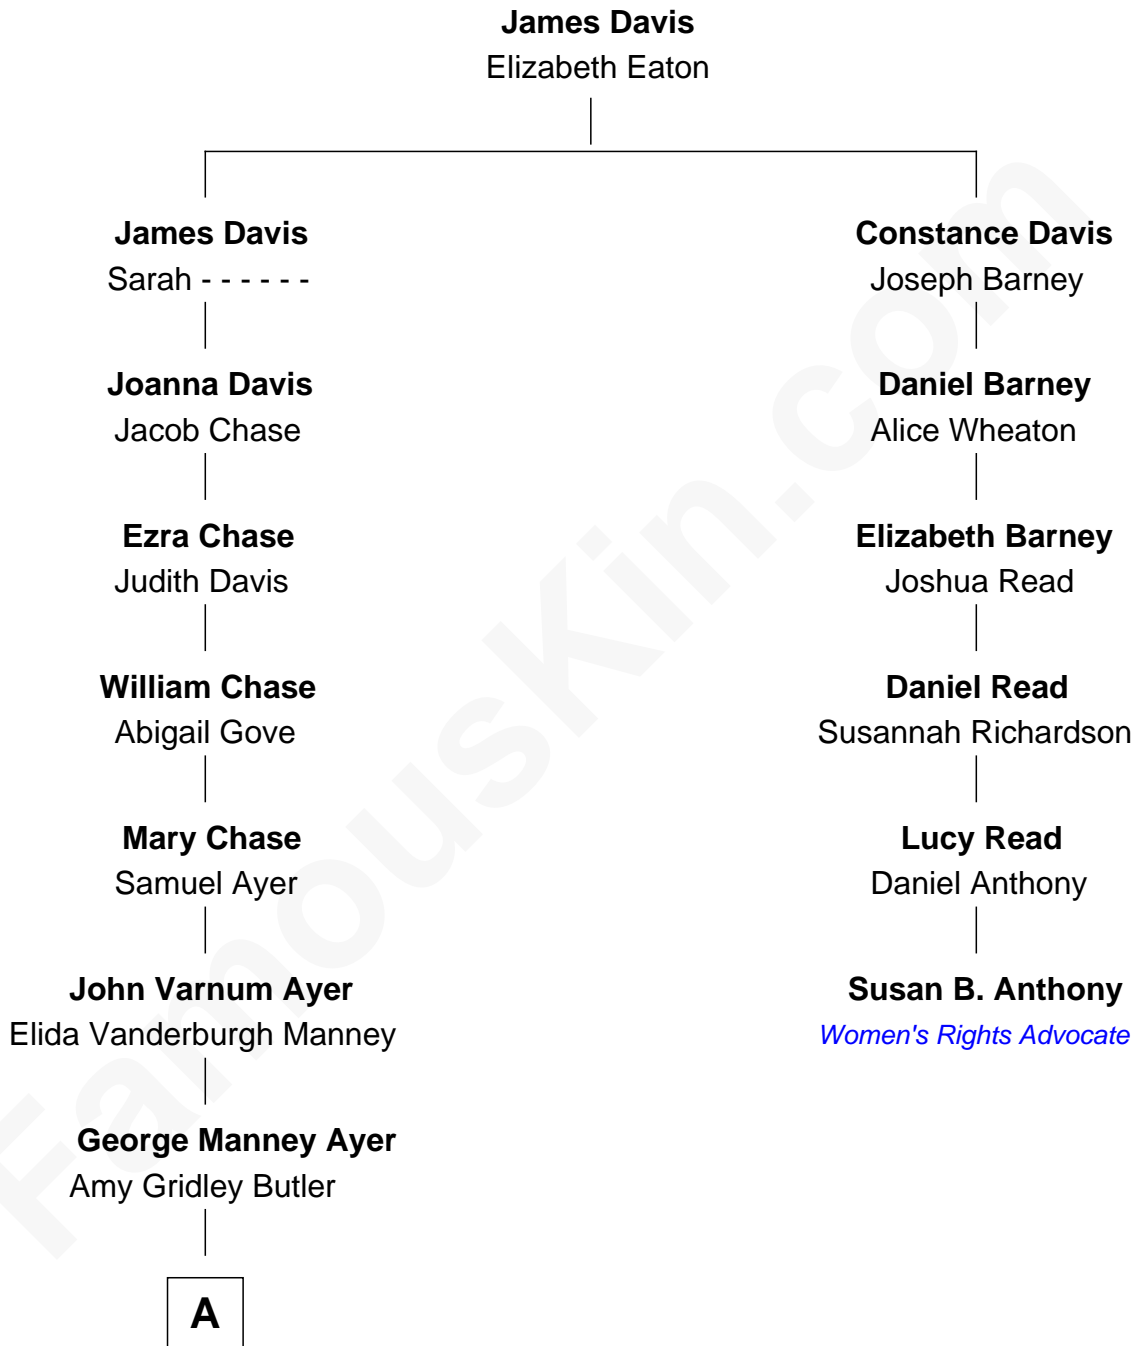 James Davis
Elizabeth Eaton
James Davis
Sarah - - - - - -
Constance Davis
Joseph Barney
Joanna Davis
Jacob Chase
Daniel Barney
Alice Wheaton
Ezra Chase
Judith Davis
Elizabeth Barney
Joshua Read
William Chase
Abigail Gove
Daniel Read
Susannah Richardson
Mary Chase
Samuel Ayer
Lucy Read
Daniel Anthony
John Varnum Ayer
Elida Vanderburgh Manney
Susan B. Anthony
Women's Rights Advocate
George Manney Ayer
Amy Gridley Butler
A
FamousKin.com